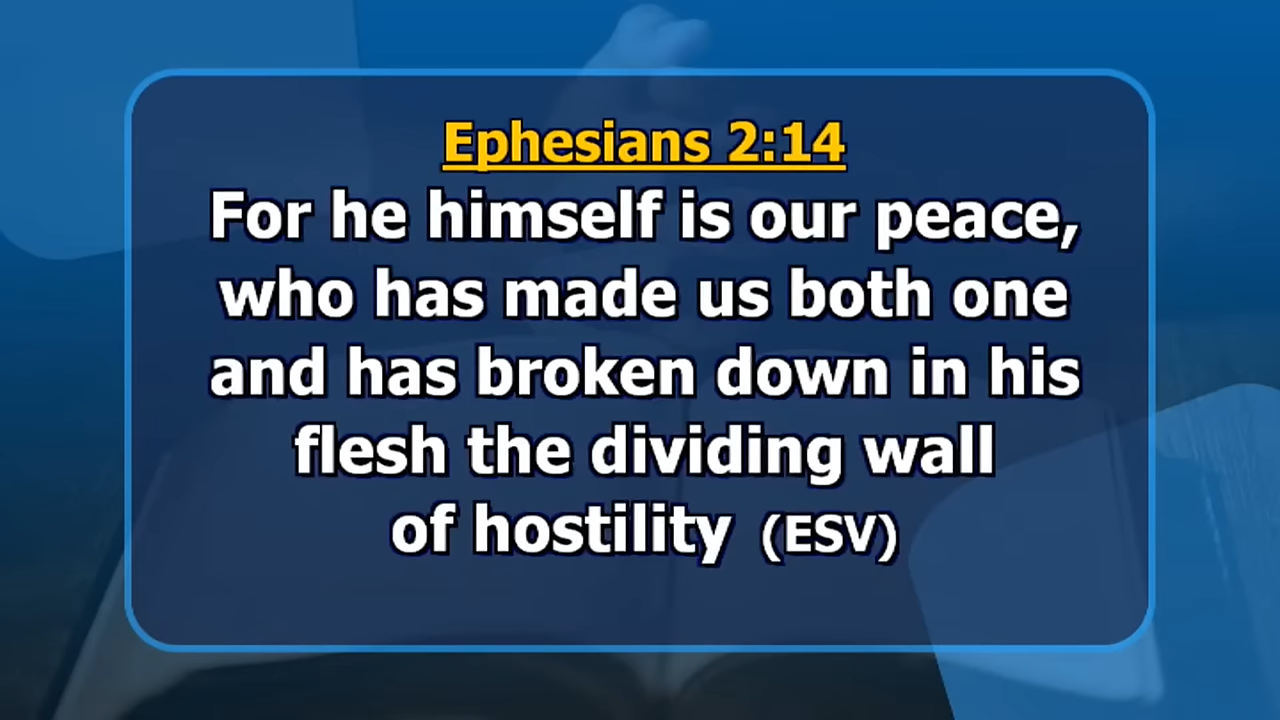 Ephesians 2:14
For he himself is our peace,
who has made us both one
and has broken down in his
flesh the dividing wall
of hostility (ESV)